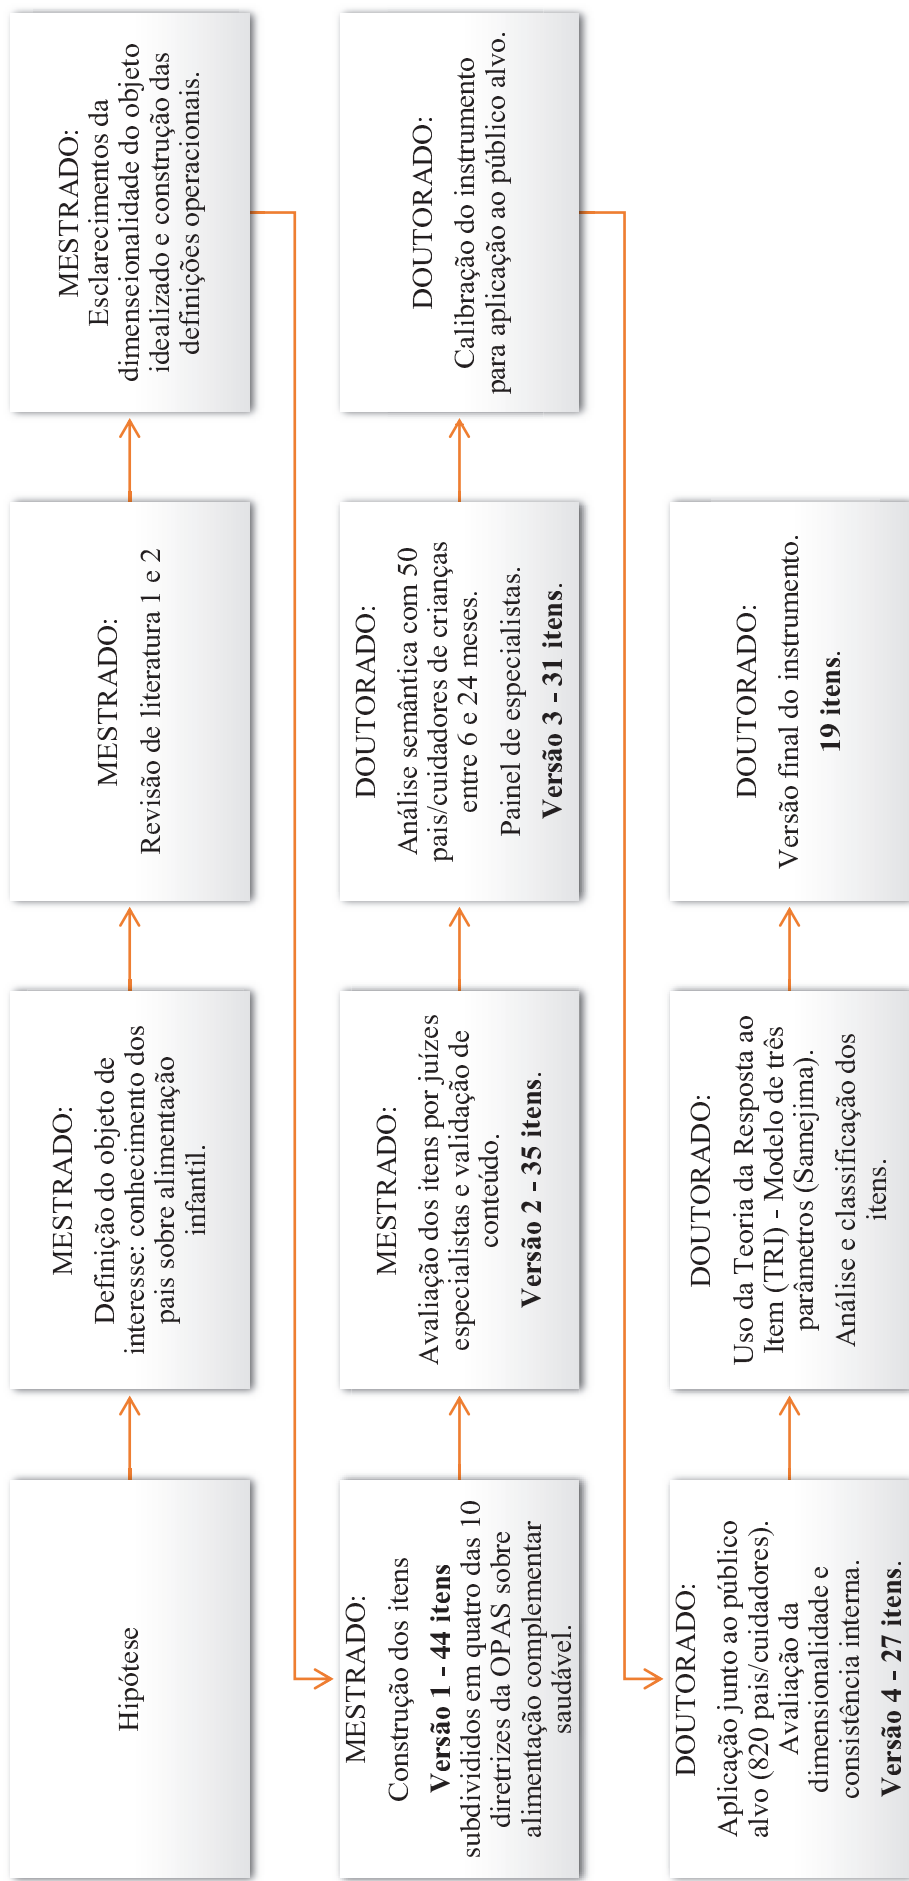 Hipótese
MESTRADO:
Definição do objeto de
interesse: conhecimento dos
pais sobre alimentação
infantil.
MESTRADO:
Revisão de literatura 1 e 2
MESTRADO:
Esclarecimentos da
dimenseionalidade do objeto
idealizado e construção das
definições operacionais.
MESTRADO:
Construção dos itens
Versão 1 - 44 itens
subdivididos em quatro das 10
diretrizes da OPAS sobre
alimentação complementar
saudável.
MESTRADO:
Avaliação dos itens por juízes
especialistas e validação de
conteúdo.
Versão 2 - 35 itens.
DOUTORADO:
Análise semântica com 50
pais/cuidadores de crianças
entre 6 e 24 meses.
Painel de especialistas.
Versão 3 - 31 itens.
DOUTORADO:
Calibração do instrumento
para aplicação ao público alvo.
DOUTORADO:
Aplicação junto ao público
alvo (820 pais/cuidadores).
Avaliação da
dimensionalidade e
consistência interna.
Versão 4 - 27 itens.
DOUTORADO:
Uso da Teoria da Resposta ao
Item (TRI) - Modelo de três
parâmetros (Samejima).
Análise e classificação dos
itens.
DOUTORADO:
Versão final do instrumento.
19 itens.